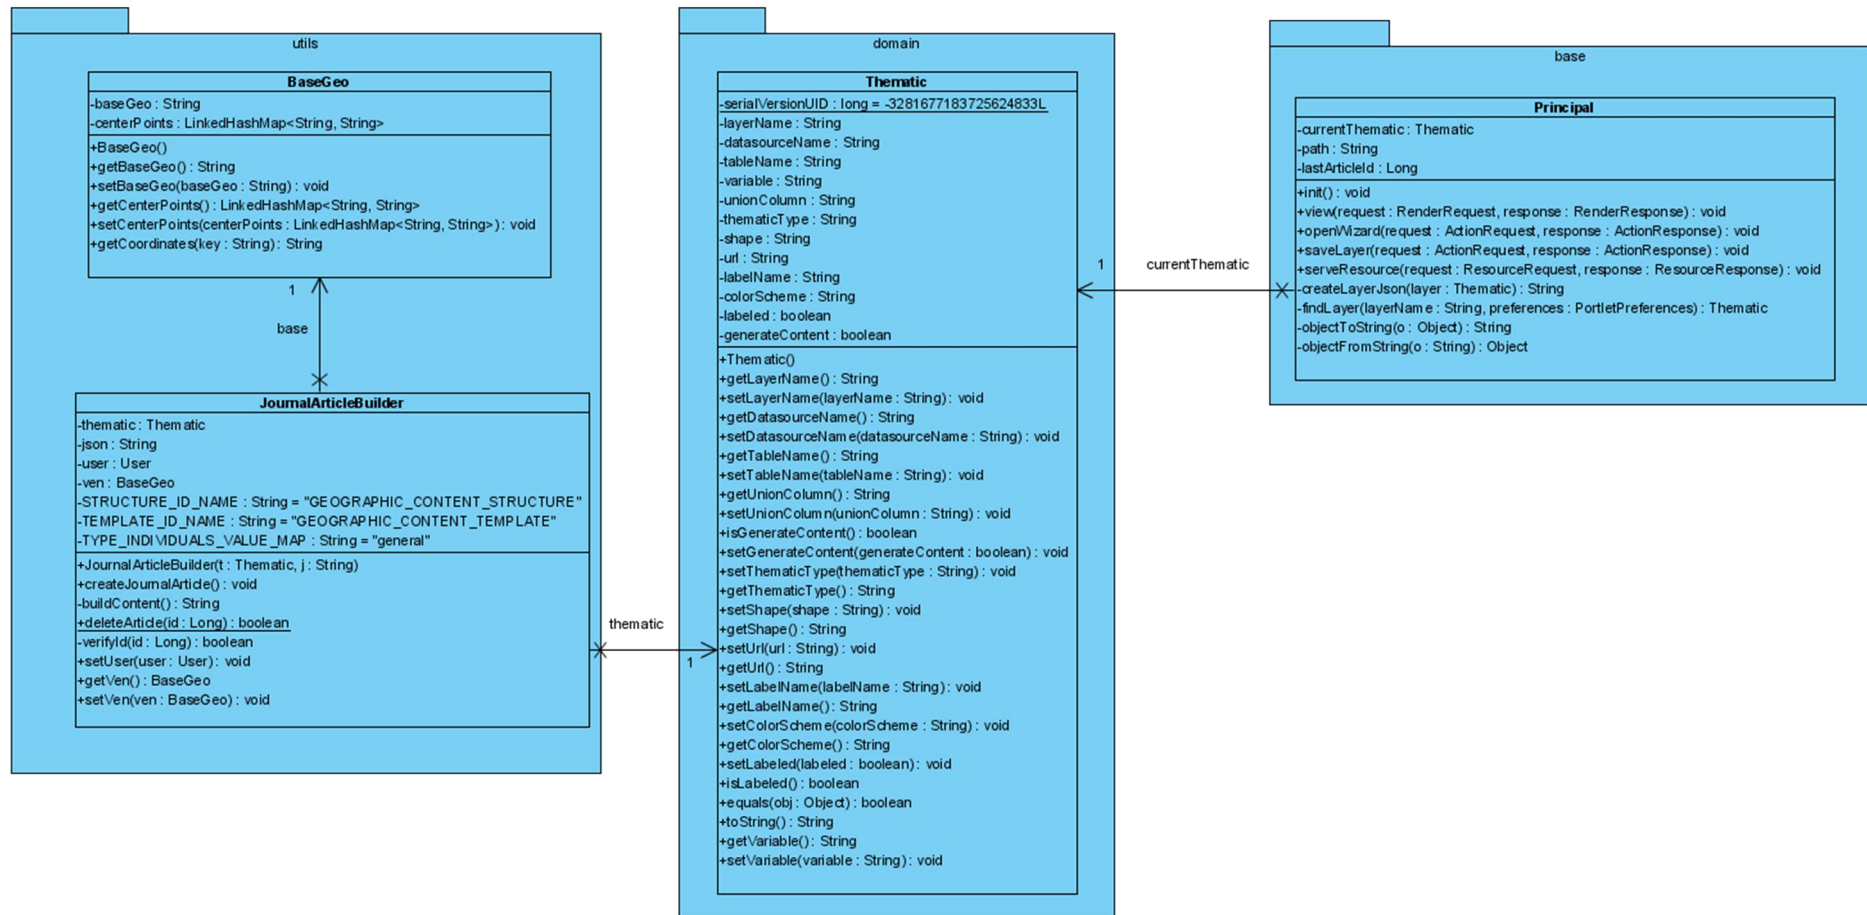 utils
BaseGeo
-baseGeo : String
-centerPoints : LinkedHashMap<String, String>
+BaseGeo()
+getBaseGeo() : String
+setBaseGeo(baseGeo : String) : void
+getCenterPoints() : LinkedHashMap<String, String>
+setCenterPoints(centerPoints : LinkedHashMap<String, String>) : void
+getCoordinates(key : String) : String
1
base
JournalArticleBuilder
-thematic : Thematic
-json : String
-user : User
-ven : BaseGeo
-STRUCTURE_ID_NAME : String = "GEOGRAPHIC_CONTENT_STRUCTURE"
-TEMPLATE_ID_NAME : String = "GEOGRAPHIC_CONTENT_TEMPLATE"
-TYPE_INDIVIDUALS_VALUE_MAP : String = "general"
+JournalArticleBuilder(t : Thematic, j : String)
+createJournalArticle() : void
-buildContent() : String
+deleteArticle(id : Long) : boolean
-verifyId(id : Long) : boolean
+setUser(user : User) : void
+getVen() : BaseGeo
+setVen(ven : BaseGeo) : void
thematic
1
domain
Thematic
-serialVersionUID : long = -3281677183725624833L
-layerName : String
-datasourceName : String
-tableName : String
-variable : String
-unionColumn : String
-thematicType : String
-shape : String
-url : String
-labelName : String
-colorScheme : String
-labeled : boolean
-generateContent : boolean
+Thematic()
+getLayerName() : String
+setLayerName(layerName : String) : void
+getDatasourceName() : String
+setDatasourceName(datasourceName : String) : void
+getTableName() : String
+setTableName(tableName : String) : void
+getUnionColumn() : String
+setUnionColumn(unionColumn : String) : void
+isGenerateContent() : boolean
+setGenerateContent(generateContent : boolean) : void
+setThematicType(thematicType : String) : void
+getThematicType() : String
+setShape(shape : String) : void
+getShape() : String
+setUrl(url : String) : void
+getUrl() : String
+setLabelName(labelName : String) : void
+getLabelName() : String
+setColorScheme(colorScheme : String) : void
+getColorScheme() : String
+setLabeled(labeled : boolean) : void
+isLabeled() : boolean
+equals(obj : Object) : boolean
+toString() : String
+getVariable() : String
+setVariable(variable : String) : void
1
currentThematic
base
Principal
-currentThematic : Thematic
-path : String
-lastArticleId : Long
+init() : void
+view(request : RenderRequest, response : RenderResponse) : void
+openWizard(request : ActionRequest, response : ActionResponse) : void
+saveLayer(request : ActionRequest, response : ActionResponse) : void
+serveResource(request : ResourceRequest, response : ResourceResponse) : void
-createLayerJson(layer : Thematic) : String
-findLayer(layerName : String, preferences : PortletPreferences) : Thematic
-objectToString(o : Object) : String
-objectFromString(o : String) : Object